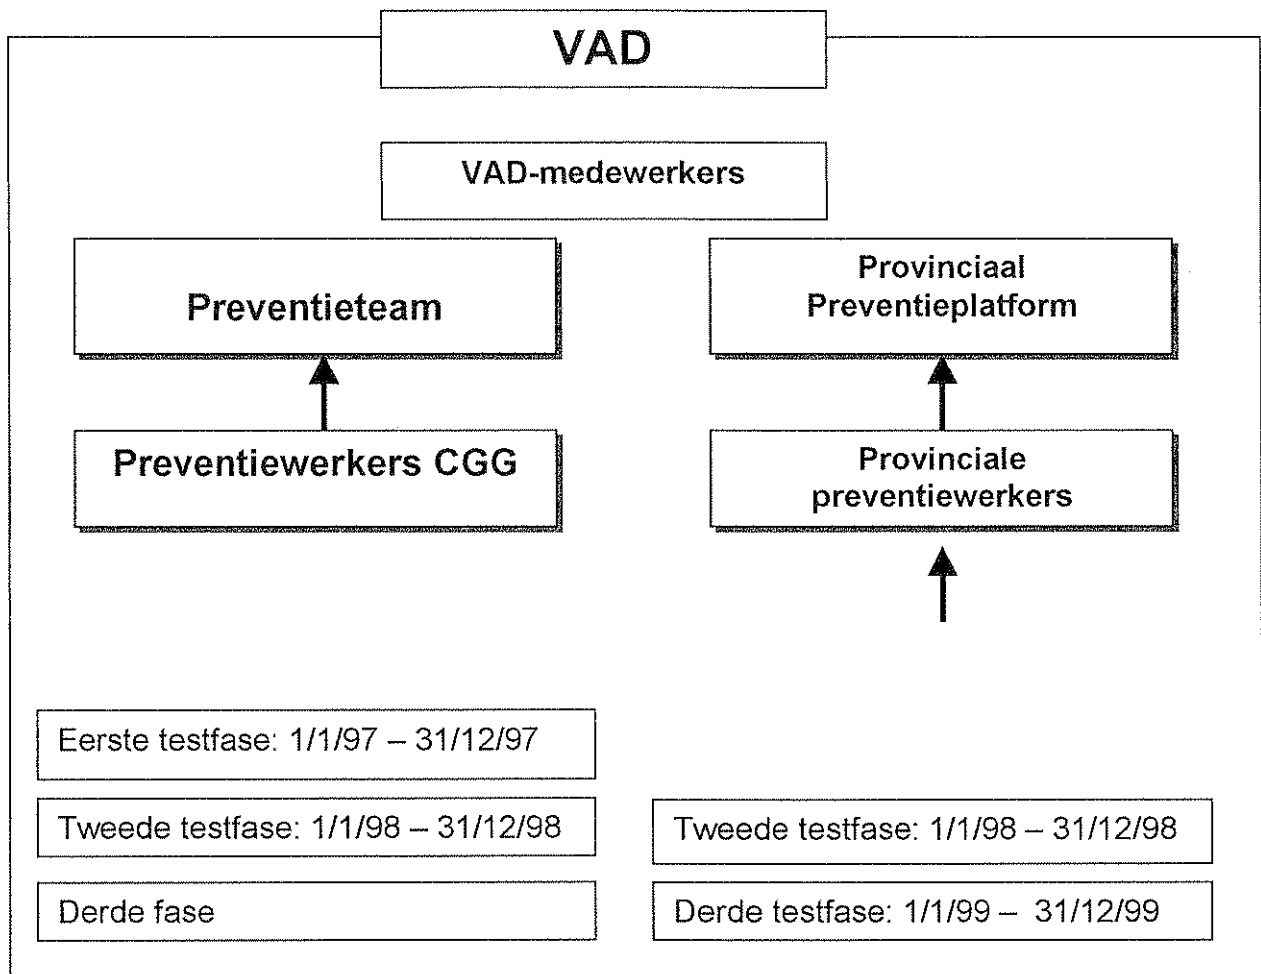 VAD
VAD-medewerkers
Preventieteam
Provinciaal
Preventieplatform
Preventiewerkers CGG
Provinciale
preventiewerkers
Eerste testfase: 1/1/97 – 31/12/97
Tweede testfase: 1/1/98 – 31/12/98
Tweede testfase: 1/1/98 – 31/12/98
Derde fase
Derde testfase: 1/1/99 –  31/12/99